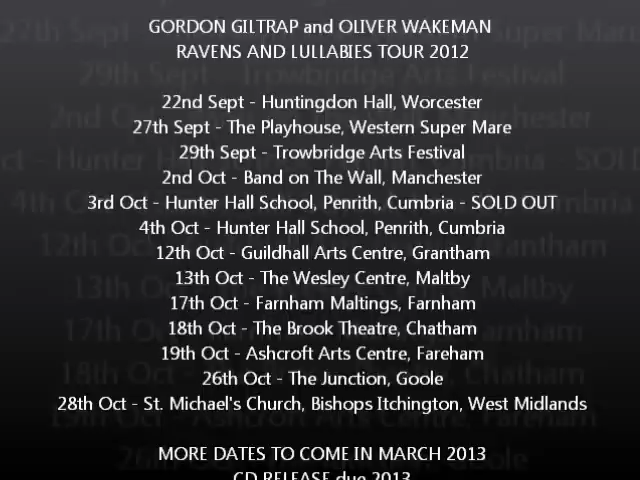 GORDON GILTRAP and OLIVER WAKEMAN
RAVENS AND LULLABIES TOUR 2012
22nd Sept - Huntingdon Hall, Worcester
27th Sept - The Playhouse, Western Super Mare
29th Sept - Trowbridge Arts Festival
2nd Oct - Band on The Wall, Manchester
3rd Oct - Hunter Hall School, Penrith, Cumbria - SOLD OUT
4th Oct - Hunter Hall School, Penrith, Cumbria
12th Oct - Guildhall Arts Centre, Grantham
13th Oct - The Wesley Centre, Maltby
17th Oct - Farnham Maltings, Farnham
18th Oct - The Brook Theatre, Chatham
19th Oct - Ashcroft Arts Centre, Fareham
26th Oct - The Junction, Goole
28th Oct - St. Michael's Church, Bishops Itchington, West Midlands
MORE DATES TO COME IN MARCH 2013
CD RELEASE due 2013